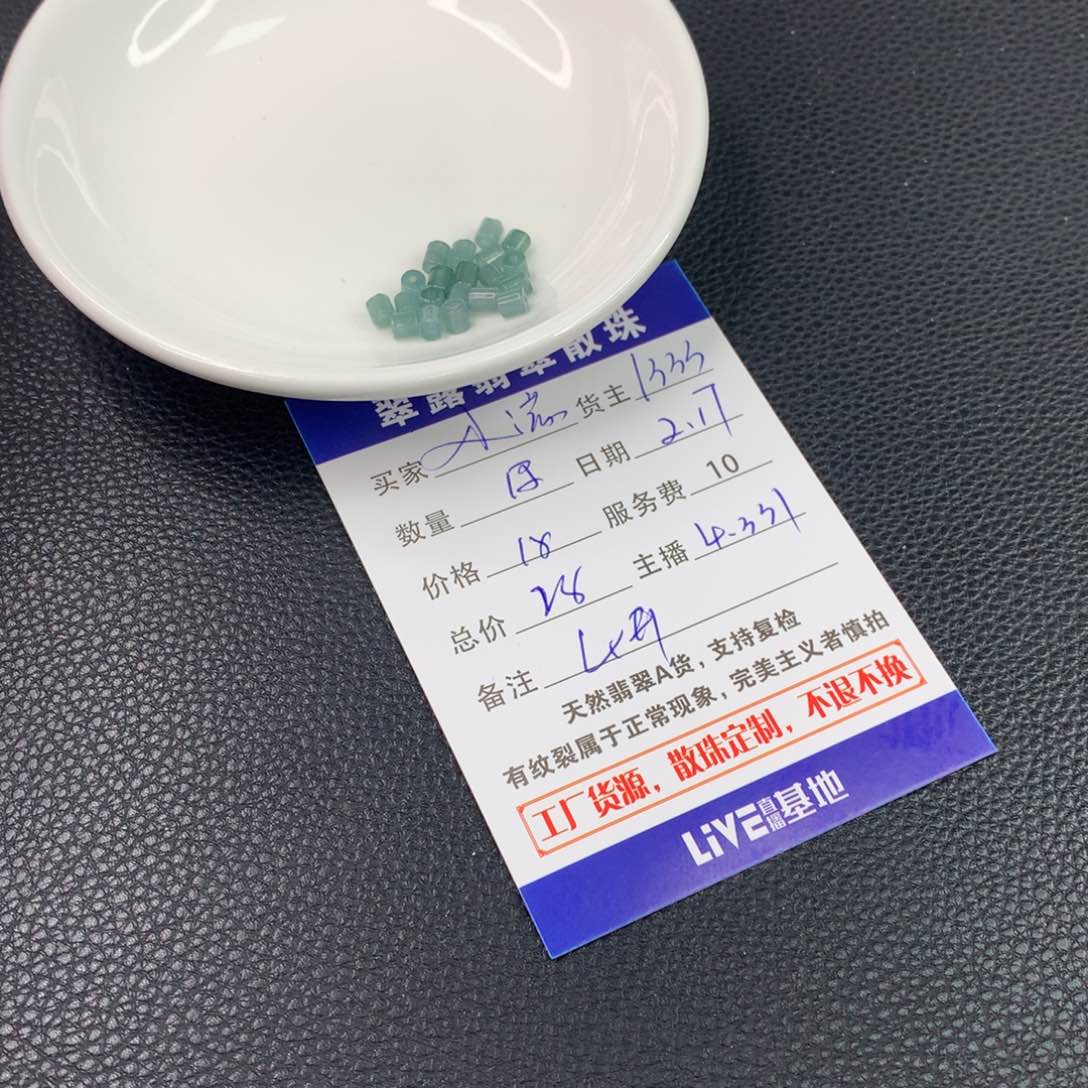 翠露翡翠散珠
买家 货主 1333
数量 日期 2.17
价格 18 服务费 10
总价 28 主播 4-331
备注
天然翡翠A货，支持复检
有纹裂属于正常现象，完美主义者慎拍
工厂货源，散珠定制，不退不换
LiVE直播基地